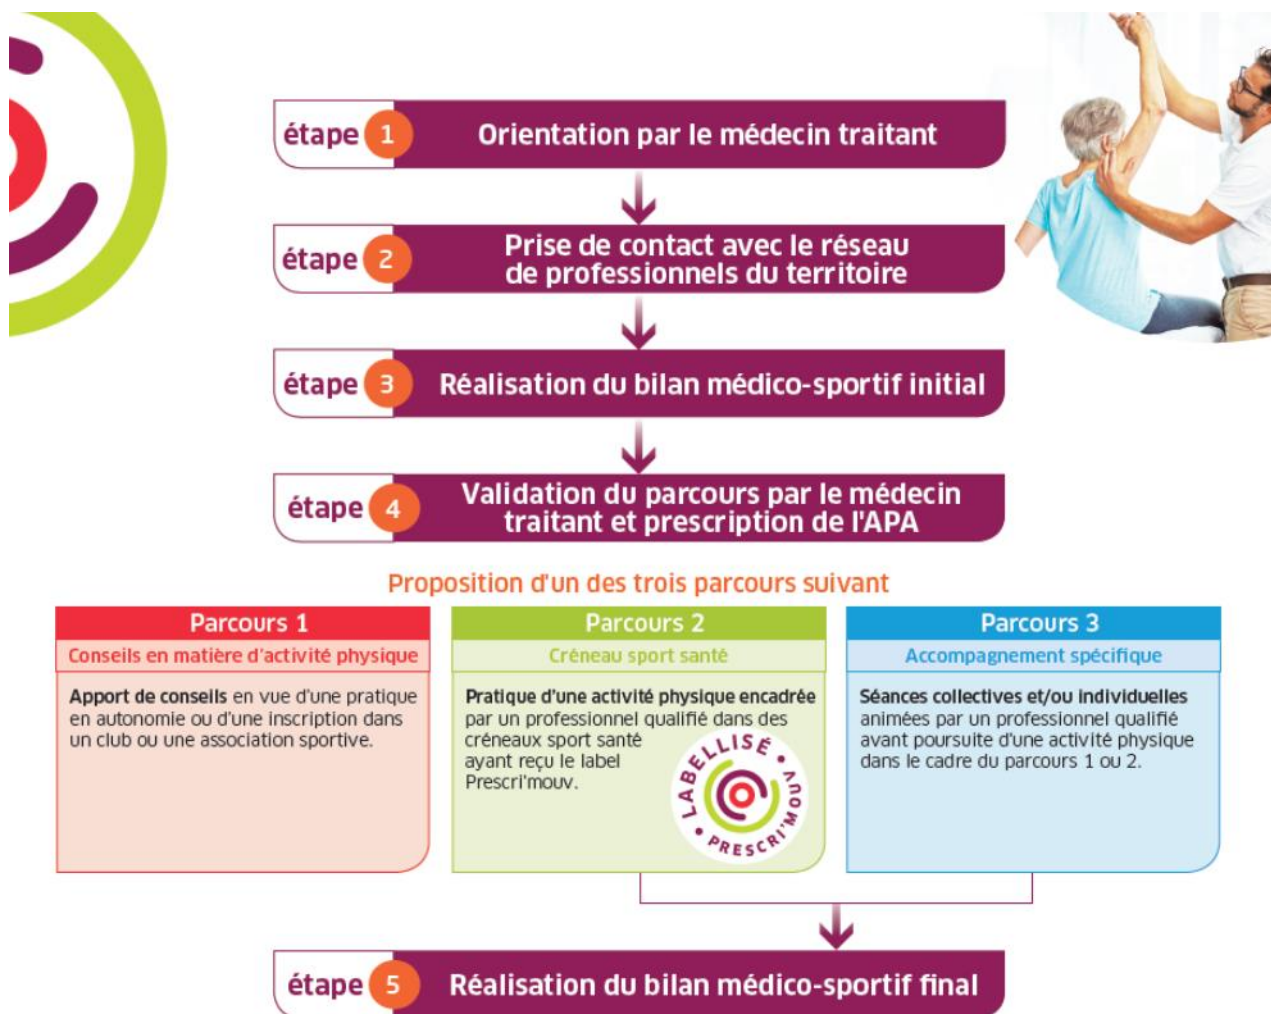 étape 1 Orientation par le médecin traitant
étape 2 Prise de contact avec le réseau
de professionnels du territoire
étape 3 Réalisation du bilan médico-sportif initial
étape 4 Validation du parcours par le médecin
traitant et prescription de l'APA
Proposition d'un des trois parcours suivant
Parcours 1
Conseils en matière d'activité physique
Apport de conseils en vue d'une pratique
en autonomie ou d'une inscription dans
un club ou une association sportive.
Parcours 2
Créneau sport santé
Pratique d'une activité physique encadrée
par un professionnel qualifié dans des
créneaux sport santé
ayant reçu le label
Prescri'mouv.
LABELLISÉ • PRESCRI'MOUV •
Parcours 3
Accompagnement spécifique
Séances collectives et/ou individuelles
animées par un professionnel qualifié
avant poursuite d'une activité physique
dans le cadre du parcours 1 ou 2.
étape 5 Réalisation du bilan médico-sportif final